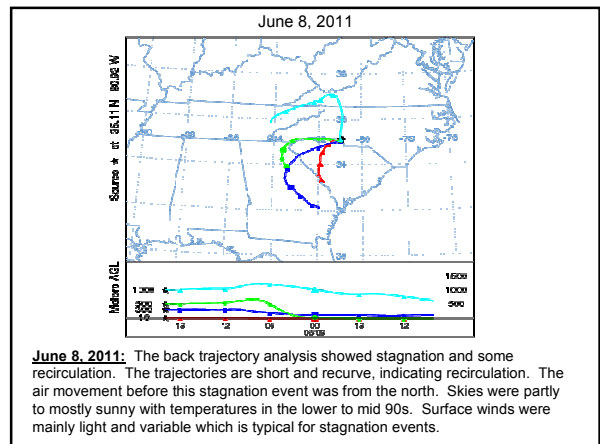 June 8, 2011
Source ★ at 35.11 N 80.92 W
Meters AGL
1500
1000
500
June 8, 2011: The back trajectory analysis showed stagnation and some
recirculation. The trajectories are short and recurve, indicating recirculation. The
air movement before this stagnation event was from the north. Skies were partly
to mostly sunny with temperatures in the lower to mid 90s. Surface winds were
mainly light and variable which is typical for stagnation events.